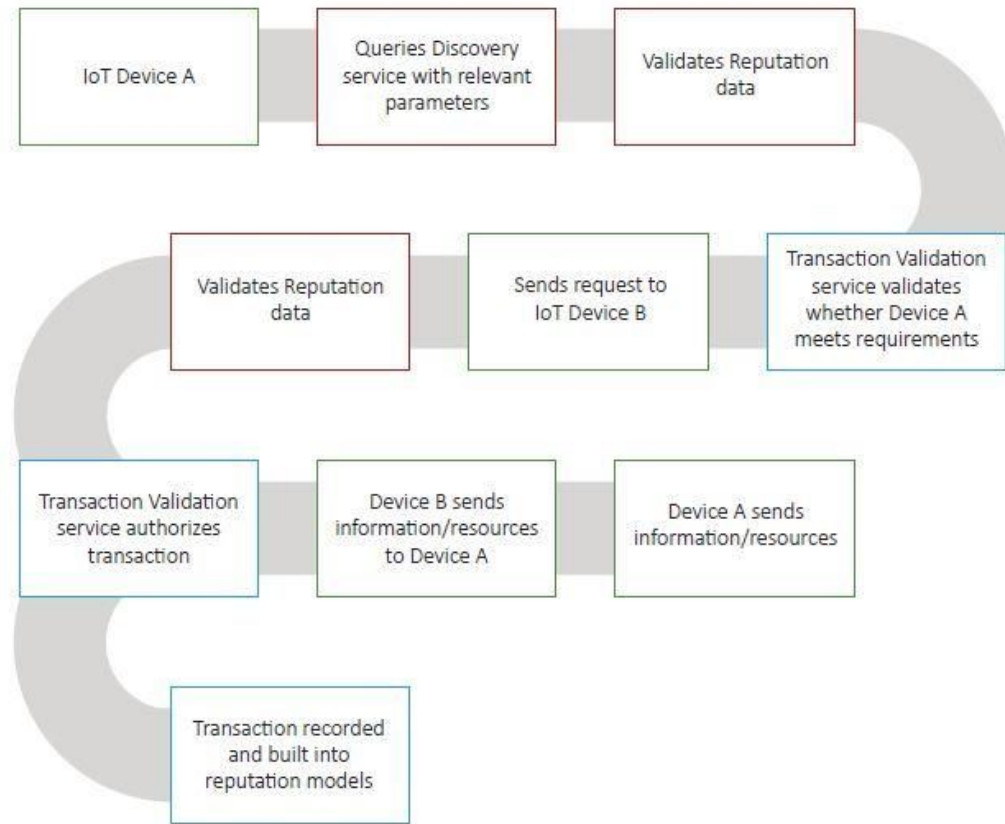 IoT Device A
Queries Discovery
service with relevant
parameters
Validates Reputation
data
Transaction Validation
service validates
whether Device A
meets requirements
Sends request to
IoT Device B
Validates Reputation
data
Transaction Validation
service authorizes
transaction
Device B sends
information/resources
to Device A
Device A sends
information/resources
Transaction recorded
and built into
reputation models